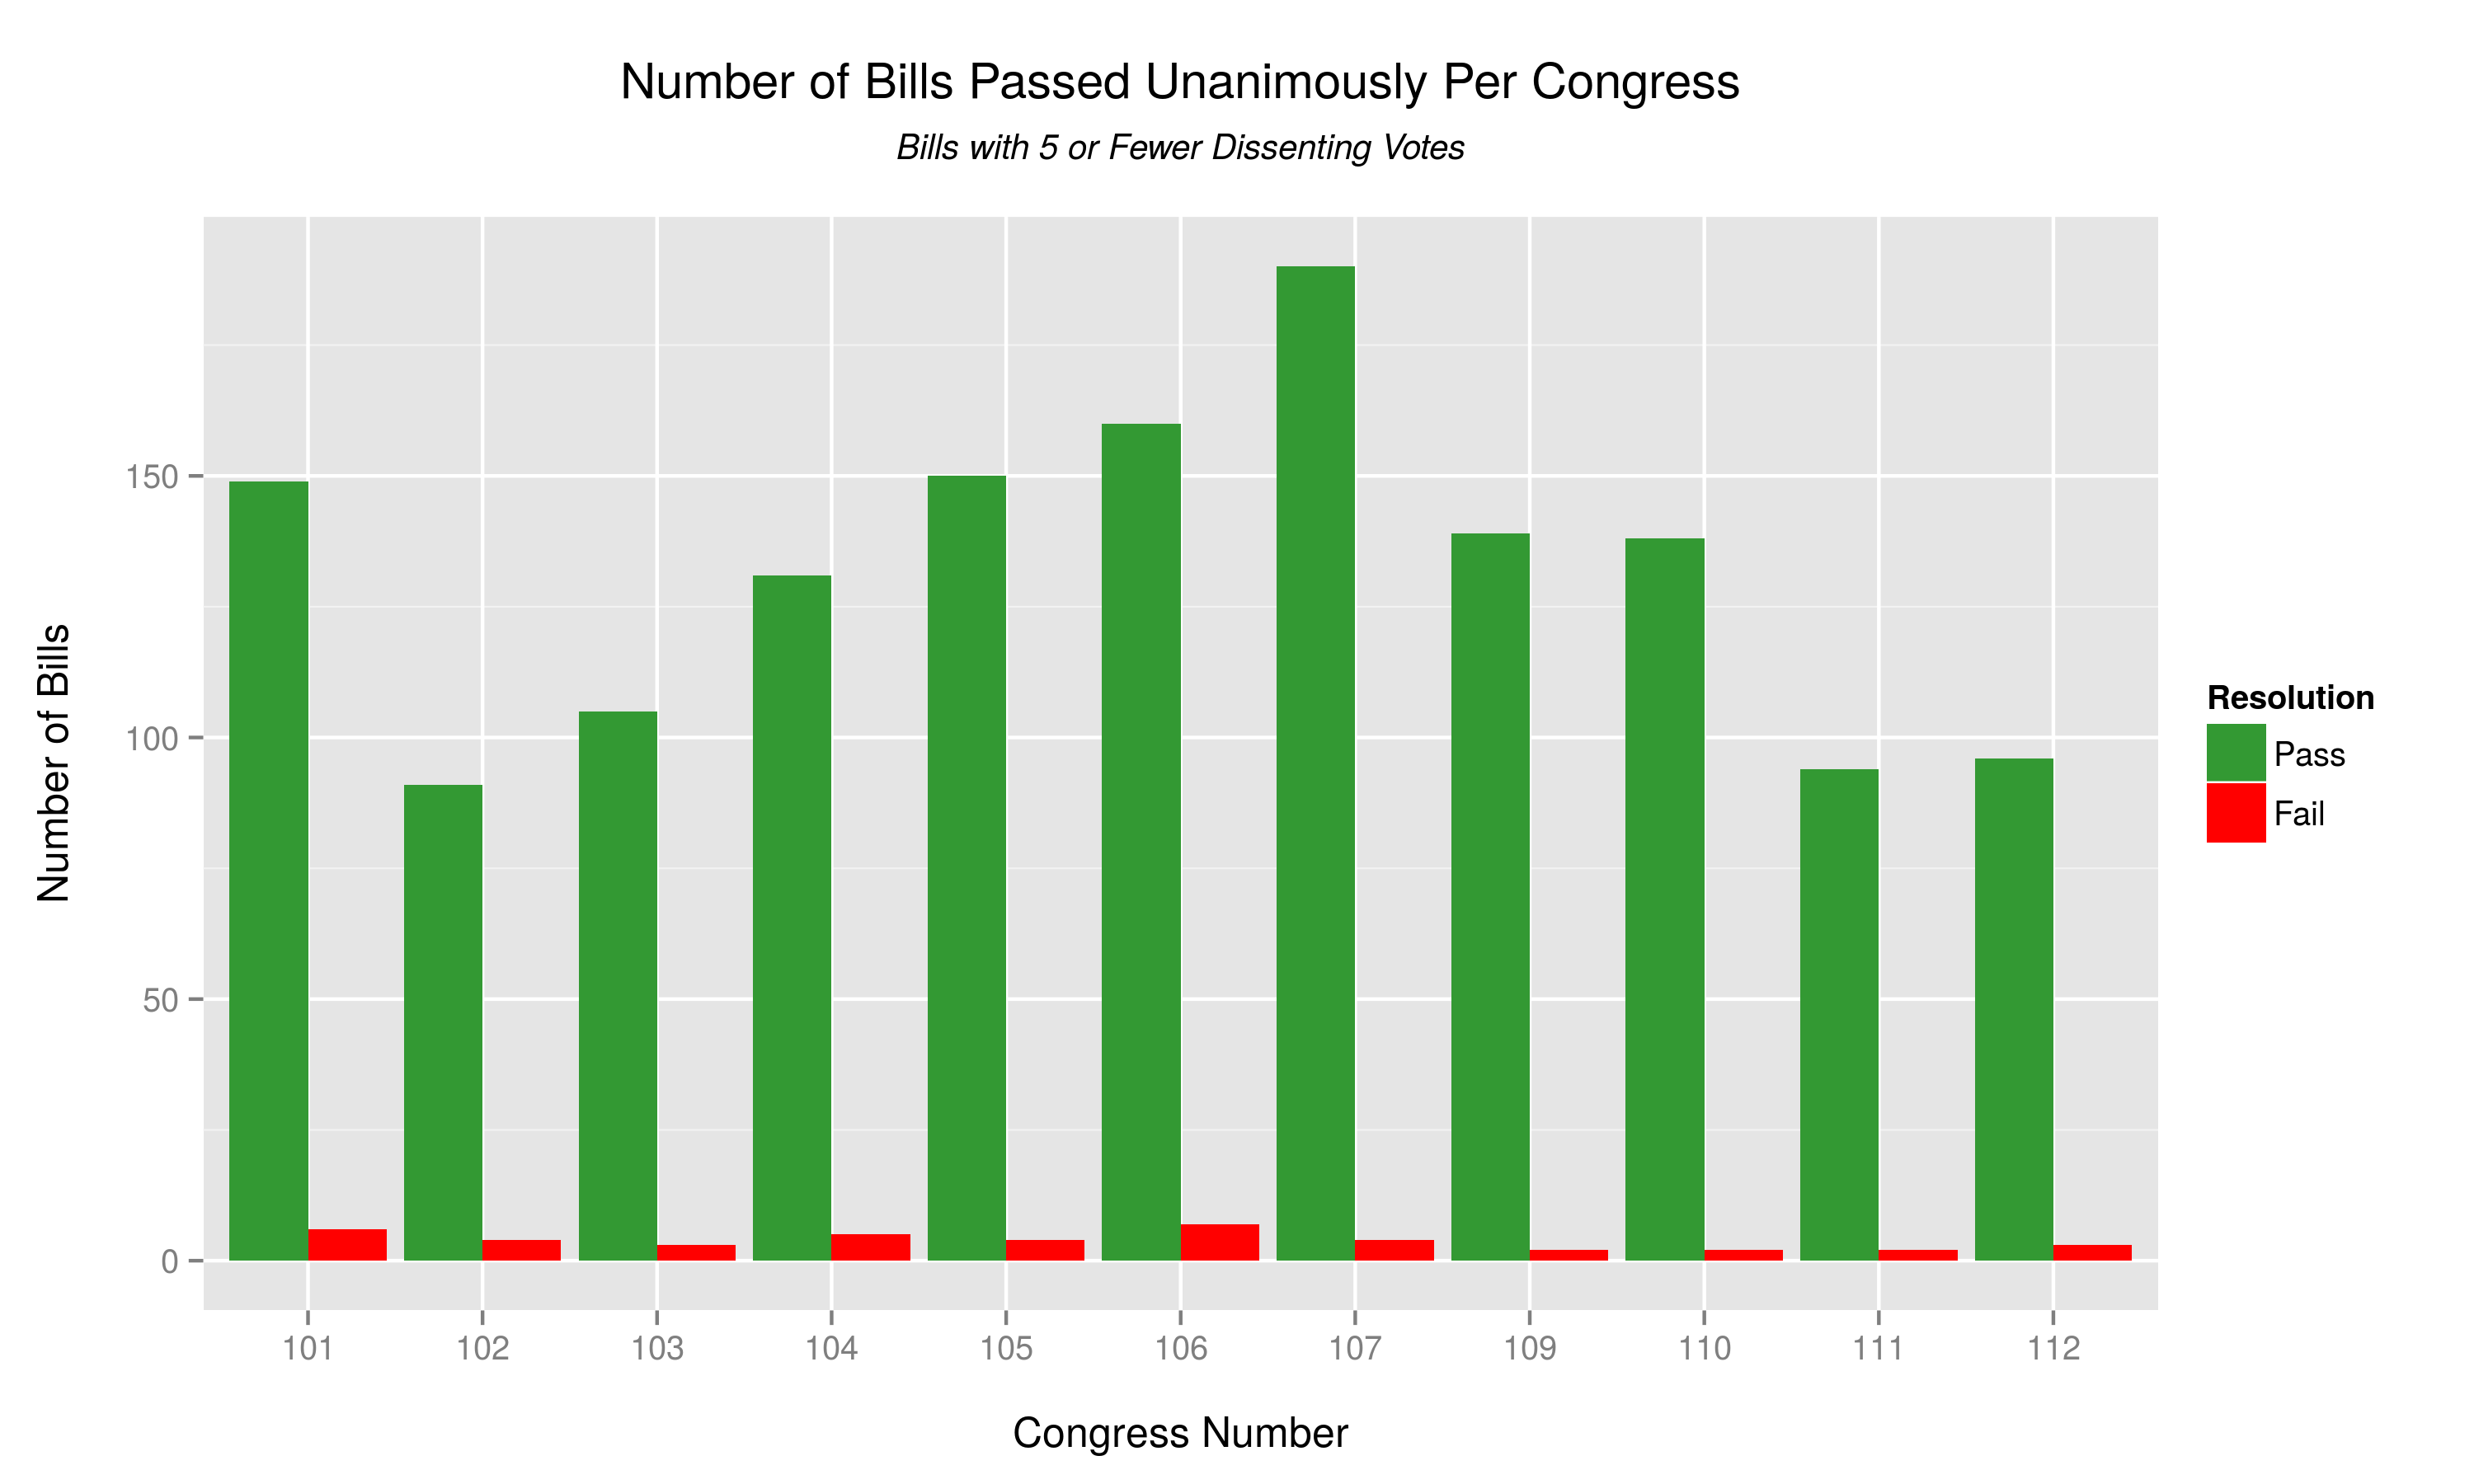 Number of Bills Passed Unanimously Per Congress
Bills with 5 or Fewer Dissenting Votes
Number of Bills
150
100
50
0
101 102 103 104 105 106 107 109 110 111 112
Congress Number
Resolution
Pass
Fail